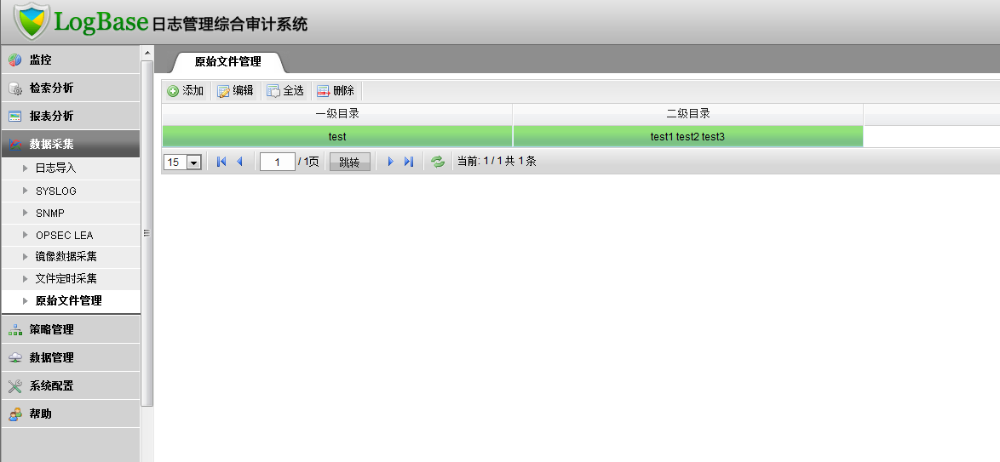 LogBase日志管理综合审计系统
监控
检索分析
报表分析
数据采集
日志导入
SYSLOG
SNMP
OPSEC LEA
镜像数据采集
文件定时采集
原始文件管理
策略管理
数据管理
系统配置
帮助
原始文件管理
添加 编辑 全选 删除
一级目录 二级目录
test test1 test2 test3
15 1 / 1页 跳转 当前: 1 / 1 共 1 条